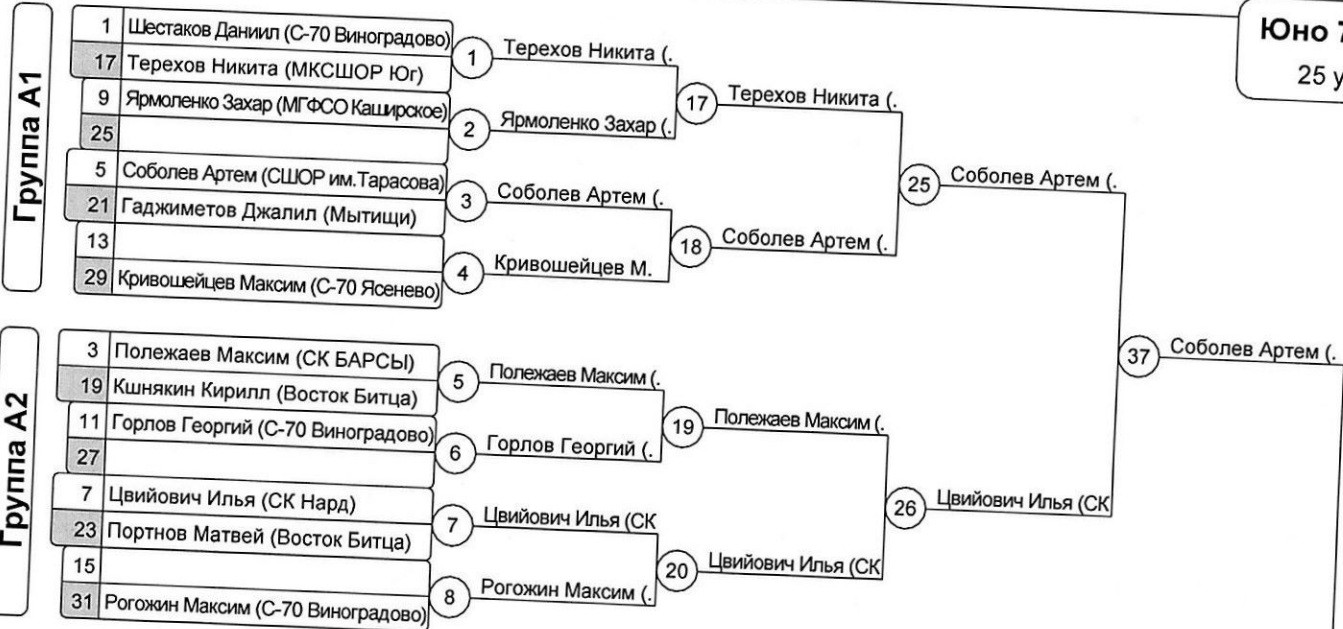 Юно 7
25 у
Группа А1
1 Шестаков Даниил (С-70 Виноградово)
17 Терехов Никита (МКСШОР Юг)
9 Ярмоленко Захар (МГФСО Каширское)
25
5 Соболев Артем (СШОР им.Тарасова)
21 Гаджиметов Джалил (Мытищи)
13
29 Кривошейцев Максим (С-70 Ясенево)
1 Терехов Никита (.
2 Ярмоленко Захар (.
3 Соболев Артем (.
4 Кривошейцев М.
17 Терехов Никита (.
18 Соболев Артем (.
25 Соболев Артем (.
Группа А2
3 Полежаев Максим (СК БАРСЫ)
19 Кшнякин Кирилл (Восток Битца)
11 Горлов Георгий (С-70 Виноградово)
27
7 Цвийович Илья (СК Нард)
23 Портнов Матвей (Восток Битца)
15
31 Рогожин Максим (С-70 Виноградово)
5 Полежаев Максим (.
6 Горлов Георгий (.
7 Цвийович Илья (СК
8 Рогожин Максим (.
19 Полежаев Максим (.
20 Цвийович Илья (СК
26 Цвийович Илья (СК
37 Соболев Артем (.